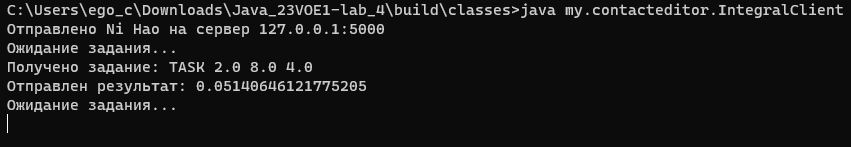 C:\Users\ego_c\Downloads\Java_23VOE1-lab_4\build\classes>java my.contacteditor.IntegralClient
Отправлено Ni Hao на сервер 127.0.0.1:5000
Ожидание задания...
Получено задание: TASK 2.0 8.0 4.0
Отправлен результат: 0.05140646121775205
Ожидание задания...